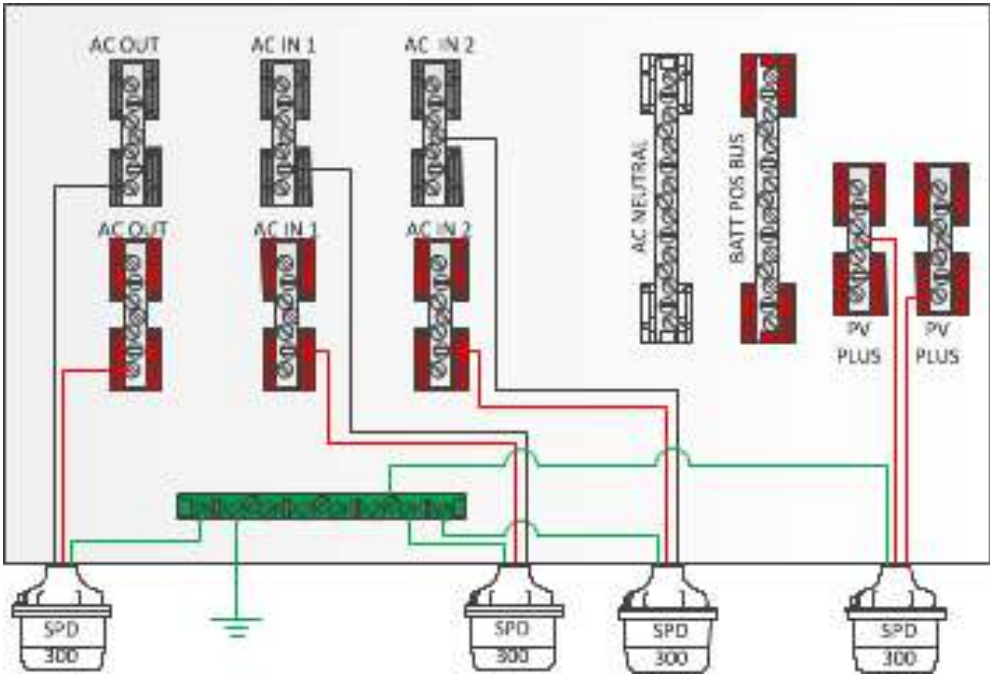 AC OUT
AC IN 1
AC IN 2
AC OUT
AC IN 1
AC IN 2
AC NEUTRAL
BATT POS BUS
PV
PLUS
PV
PLUS
SPD
300
SPD
300
SPD
300
SPD
300